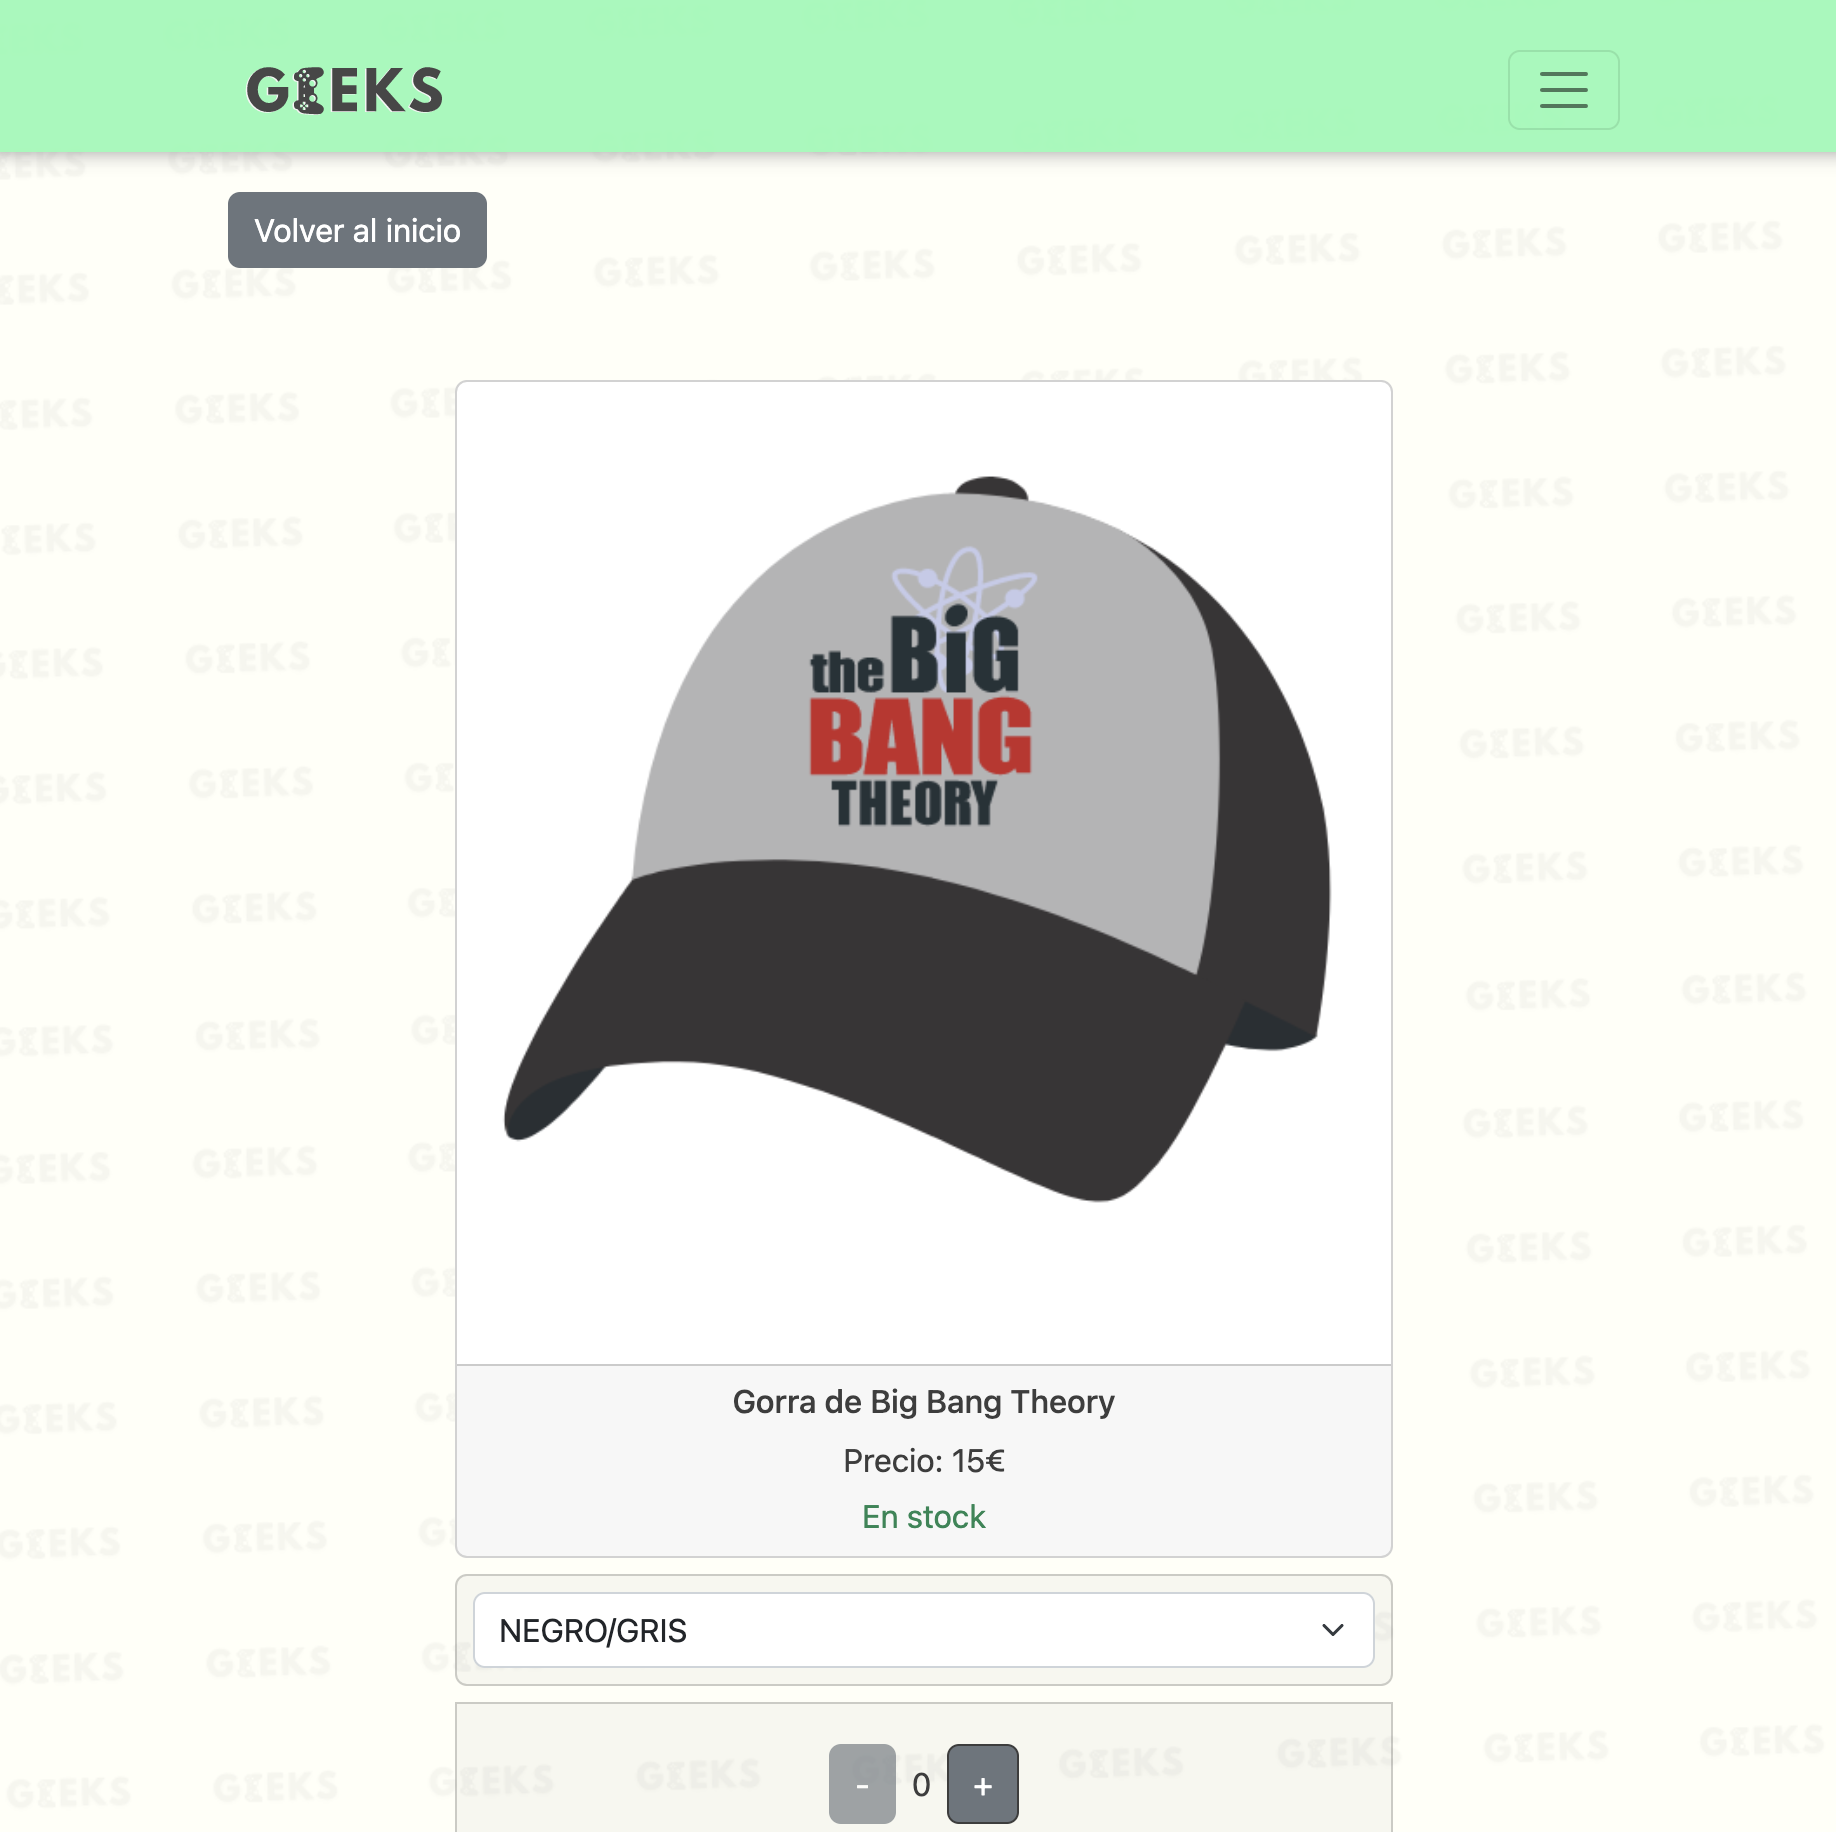 GEEKS
Volver al inicio
the BiG
BANG
THEORY
Gorra de Big Bang Theory
Precio: 15€
En stock
NEGRO/GRIS
- 0 +